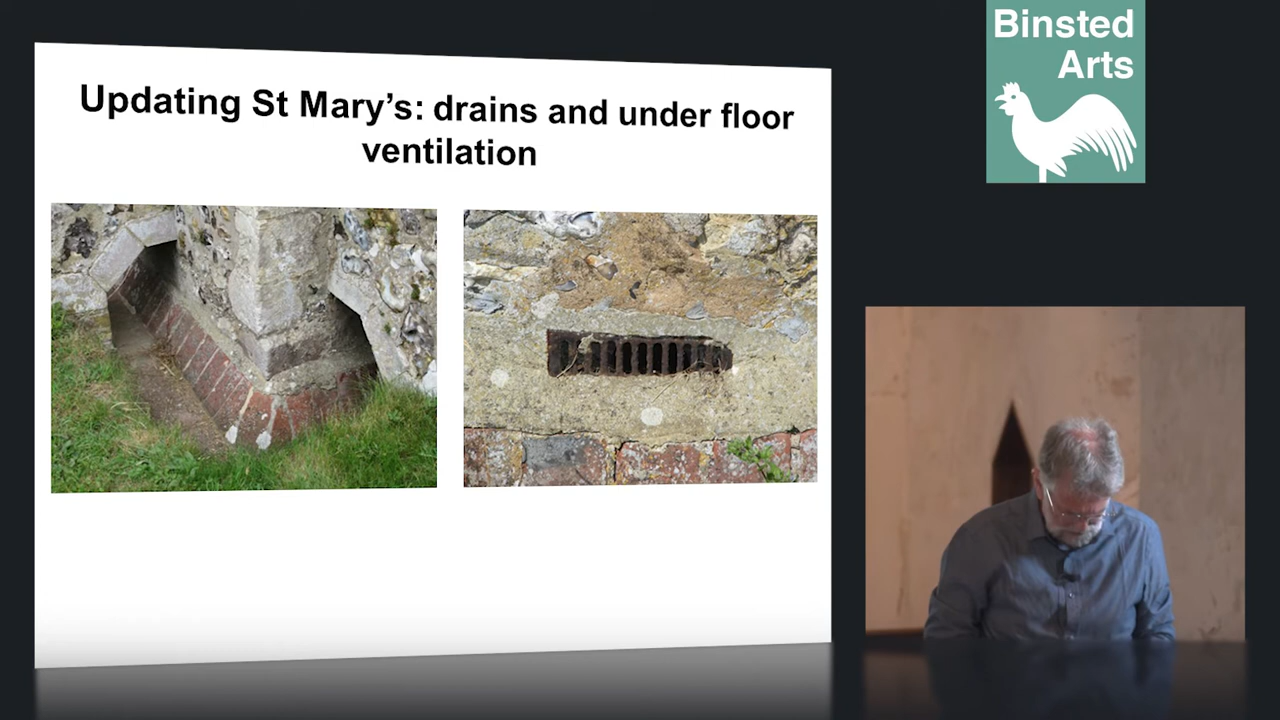 Updating St Mary’s: drains and under floor
ventilation
Binsted
Arts